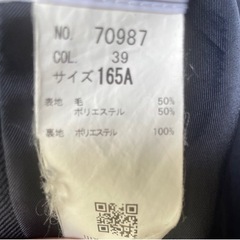 NO. 70987
COL. 39
サイズ 165A
表地 毛 50%
ポリエステル 50%
裏地 ポリエステル 100%